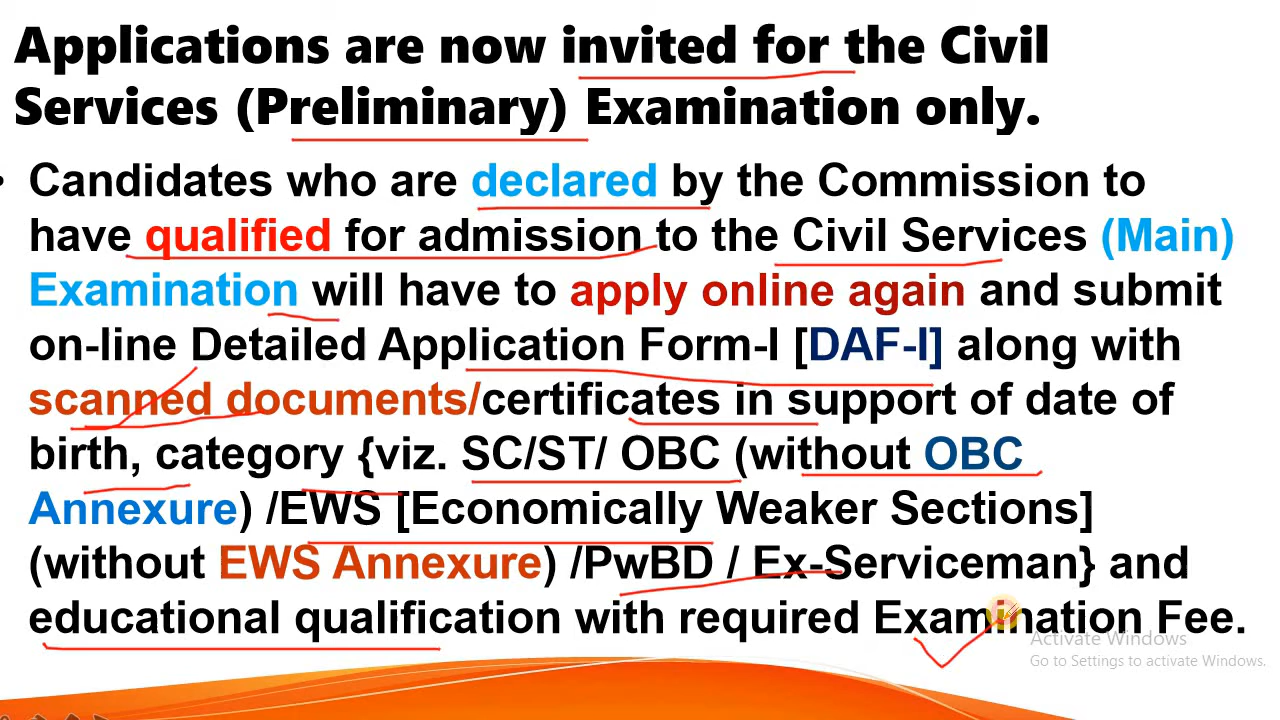 Applications are now invited for the Civil
Services (Preliminary) Examination only.
• Candidates who are declared by the Commission to
have qualified for admission to the Civil Services (Main)
Examination will have to apply online again and submit
on-line Detailed Application Form-I [DAF-I] along with
scanned documents/certificates in support of date of
birth, category {viz. SC/ST/ OBC (without OBC
Annexure) /EWS [Economically Weaker Sections]
(without EWS Annexure) /PwBD / Ex-Serviceman} and
educational qualification with required Examination Fee.
Activate Windows
Go to Settings to activate Windows.